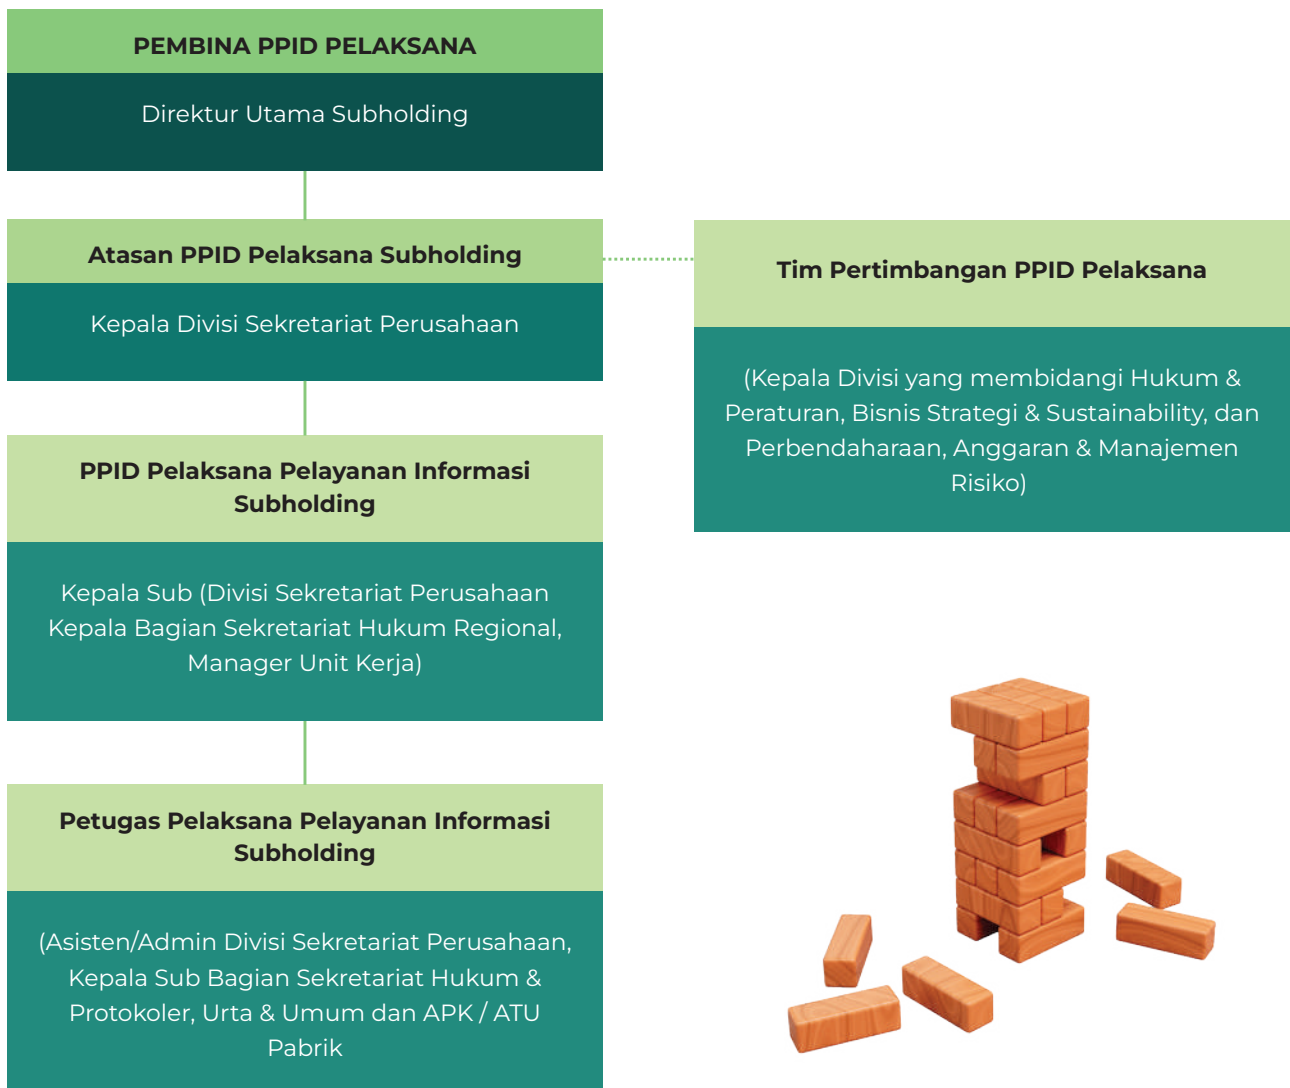 PEMBINA PPID PELAKSANA
Direktur Utama Subholding
Atasan PPID Pelaksana Subholding
Kepala Divisi Sekretariat Perusahaan
Tim Pertimbangan PPID Pelaksana
(Kepala Divisi yang membidangi Hukum &
Peraturan, Bisnis Strategi & Sustainability, dan
Perbendaharaan, Anggaran & Manajemen
Risiko)
PPID Pelaksana Pelayanan Informasi
Subholding
Kepala Sub (Divisi Sekretariat Perusahaan
Kepala Bagian Sekretariat Hukum Regional,
Manager Unit Kerja)
Petugas Pelaksana Pelayanan Informasi
Subholding
(Asisten/Admin Divisi Sekretariat Perusahaan,
Kepala Sub Bagian Sekretariat Hukum &
Protokoler, Urta & Umum dan APK / ATU
Pabrik